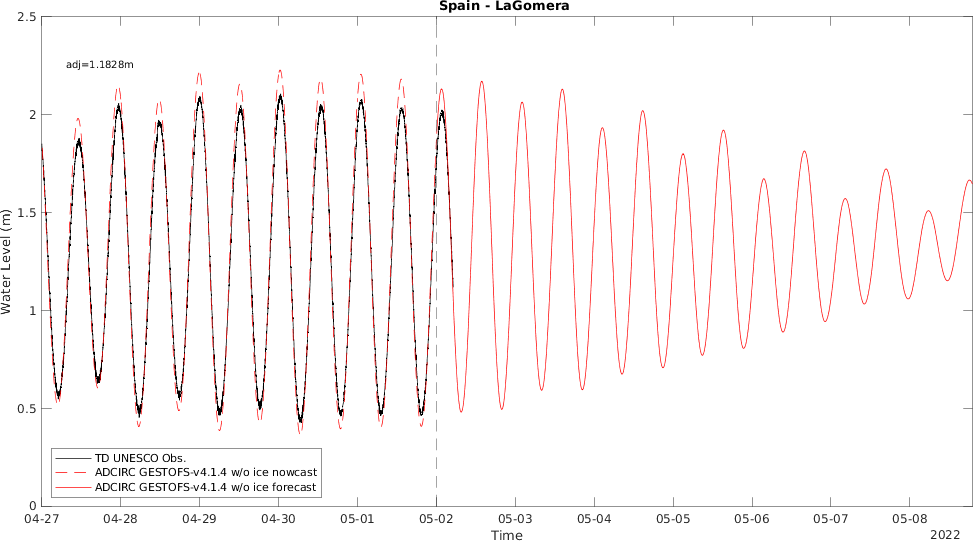 Spain - LaGomera
2.5
adj=1.1828m
2
1.5
Water Level (m)
1
0.5
TD UNESCO Obs.
ADCIRC GESTOFS-v4.1.4 w/o ice nowcast
ADCIRC GESTOFS-v4.1.4 w/o ice forecast
0
04-27 04-28 04-29 04-30 05-01 05-02 05-03 05-04 05-05 05-06 05-07 05-08
Time
2022